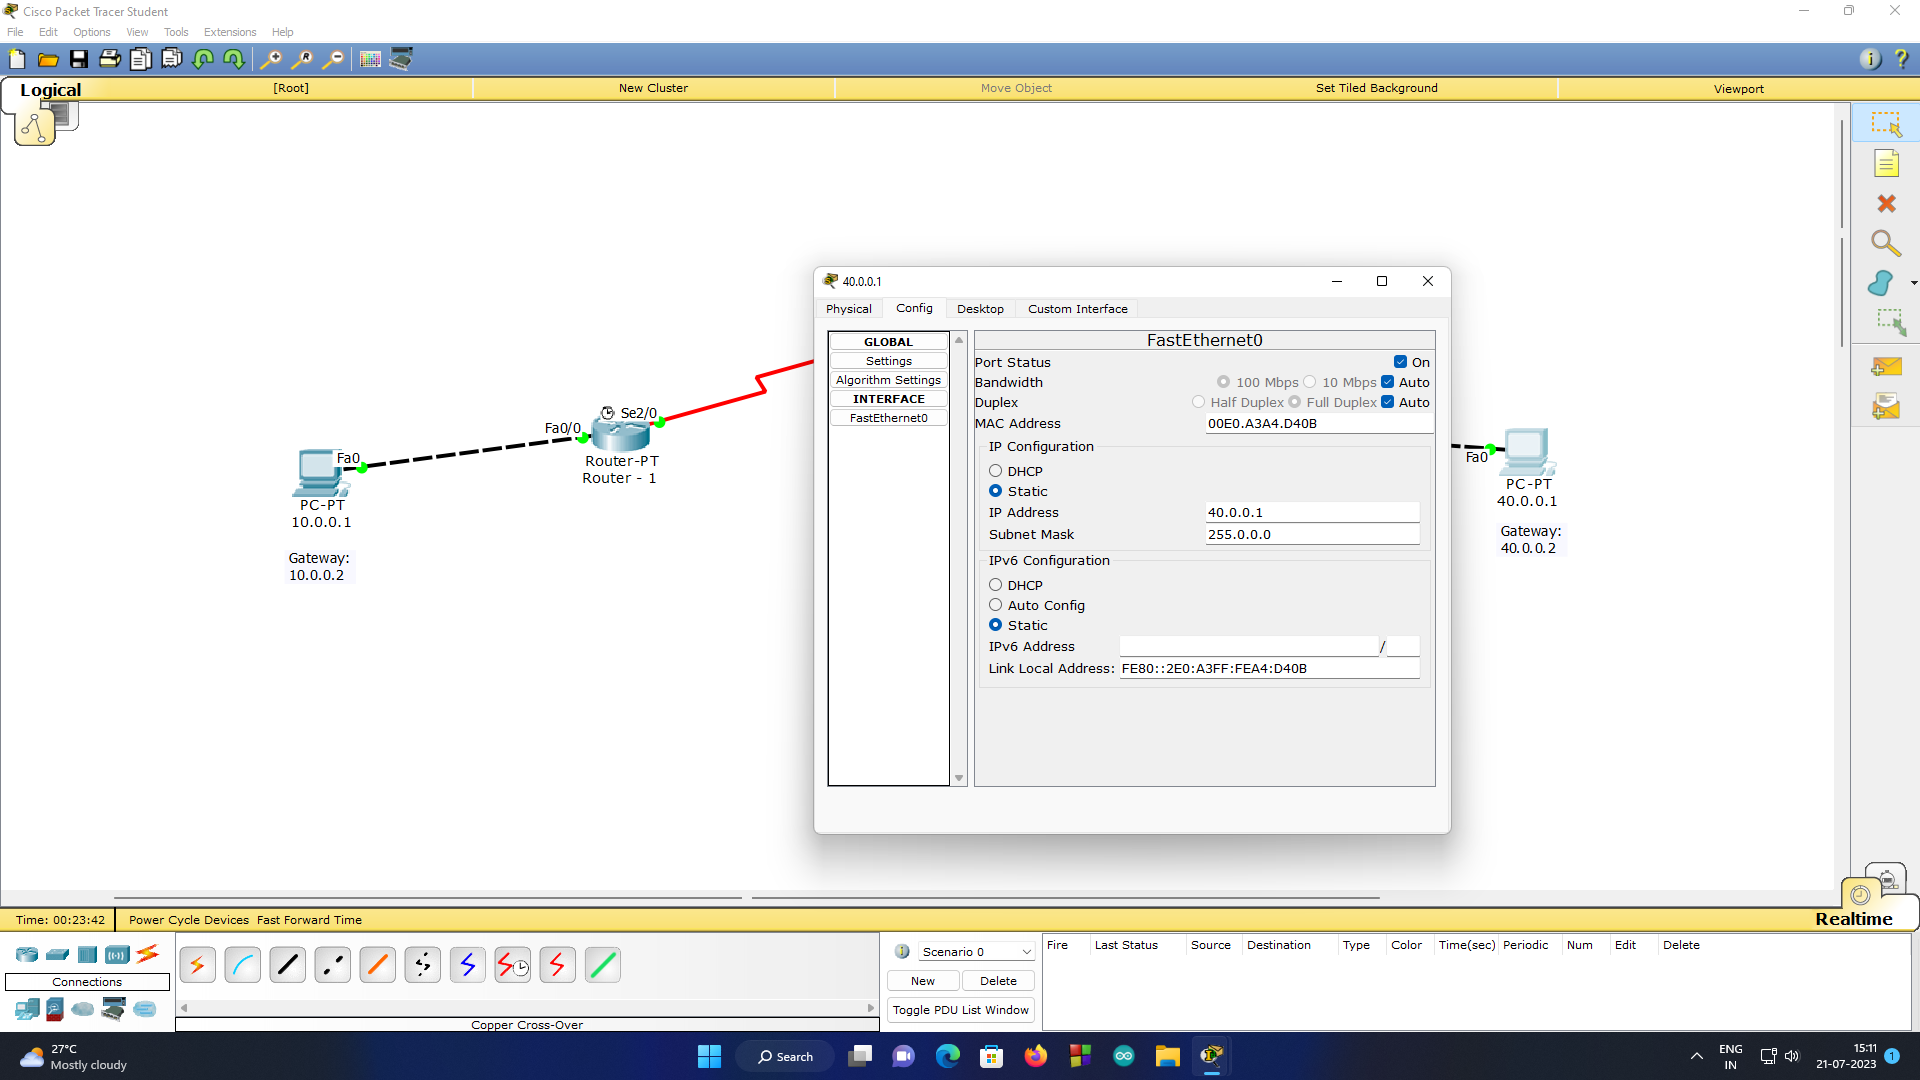 Cisco Packet Tracer Student
File Edit Options View Tools Extensions Help
Logical [Root] New Cluster Move Object Set Tiled Background Viewport
40.0.0.1
Physical Config Desktop Custom Interface
GLOBAL
Settings
Algorithm Settings
INTERFACE
FastEthernet0
FastEthernet0
Port Status On
Bandwidth 100 Mbps 10 Mbps Auto
Duplex Half Duplex Full Duplex Auto
MAC Address 00E0.A3A4.D40B
IP Configuration
DHCP
Static
IP Address 40.0.0.1
Subnet Mask 255.0.0.0
IPv6 Configuration
DHCP
Auto Config
Static
IPv6 Address /
Link Local Address: FE80::2E0:A3FF:FEA4:D40B
Fa0
PC-PT
10.0.0.1
Gateway:
10.0.0.2
Fa0/0
Se2/0
Router-PT
Router - 1
Fa0
PC-PT
40.0.0.1
Gateway:
40.0.0.2
Time: 00:23:42 Power Cycle Devices Fast Forward Time
Realtime
Connections
Copper Cross-Over
Scenario 0
New Delete
Toggle PDU List Window
Fire Last Status Source Destination Type Color Time(sec) Periodic Num Edit Delete
27°C
Mostly cloudy
Search
ENG
IN
15:11
21-07-2023
1